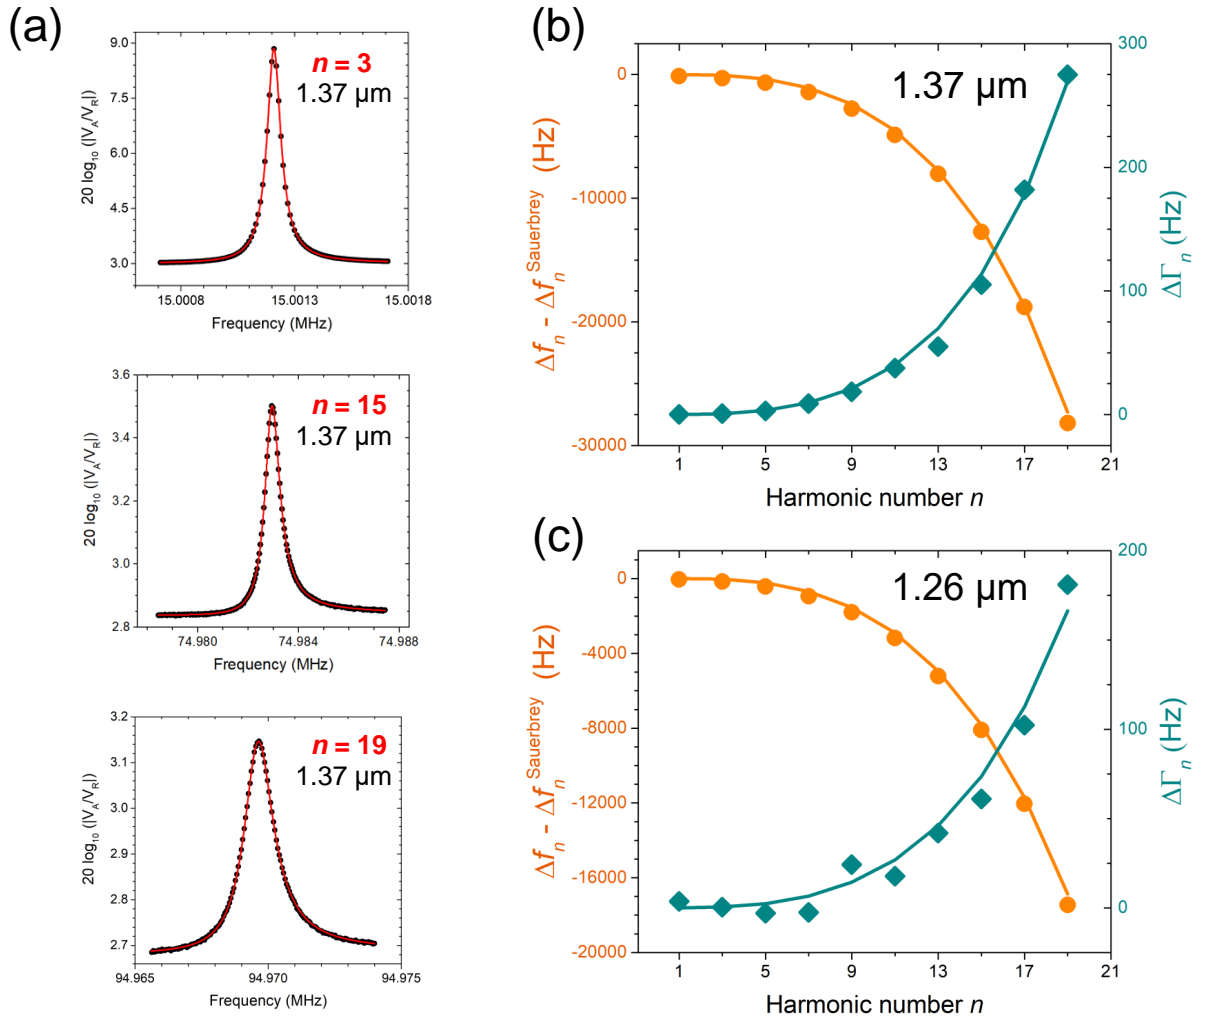 (a)
9.0
7.5
6.0
4.5
3.0
20 log10 (|VA/VR|)
n = 3
1.37 µm
15.0008
15.0013
15.0018
Frequency (MHz)
3.6
3.4
3.2
3.0
2.8
20 log10 (|VA/VR|)
n = 15
1.37 µm
74.980
74.984
74.988
Frequency (MHz)
3.2
3.1
3.0
2.9
2.8
2.7
20 log10 (|VA/VR|)
n = 19
1.37 µm
94.965
94.970
94.975
Frequency (MHz)
(b)
1.37 µm
0
-10000
-20000
-30000
Δfn - Δfn Sauerbrey (Hz)
300
200
100
0
ΔΓn (Hz)
1
5
9
13
17
21
Harmonic number n
(c)
1.26 µm
0
-4000
-8000
-12000
-16000
-20000
Δfn - Δfn Sauerbrey (Hz)
200
100
0
ΔΓn (Hz)
1
5
9
13
17
21
Harmonic number n